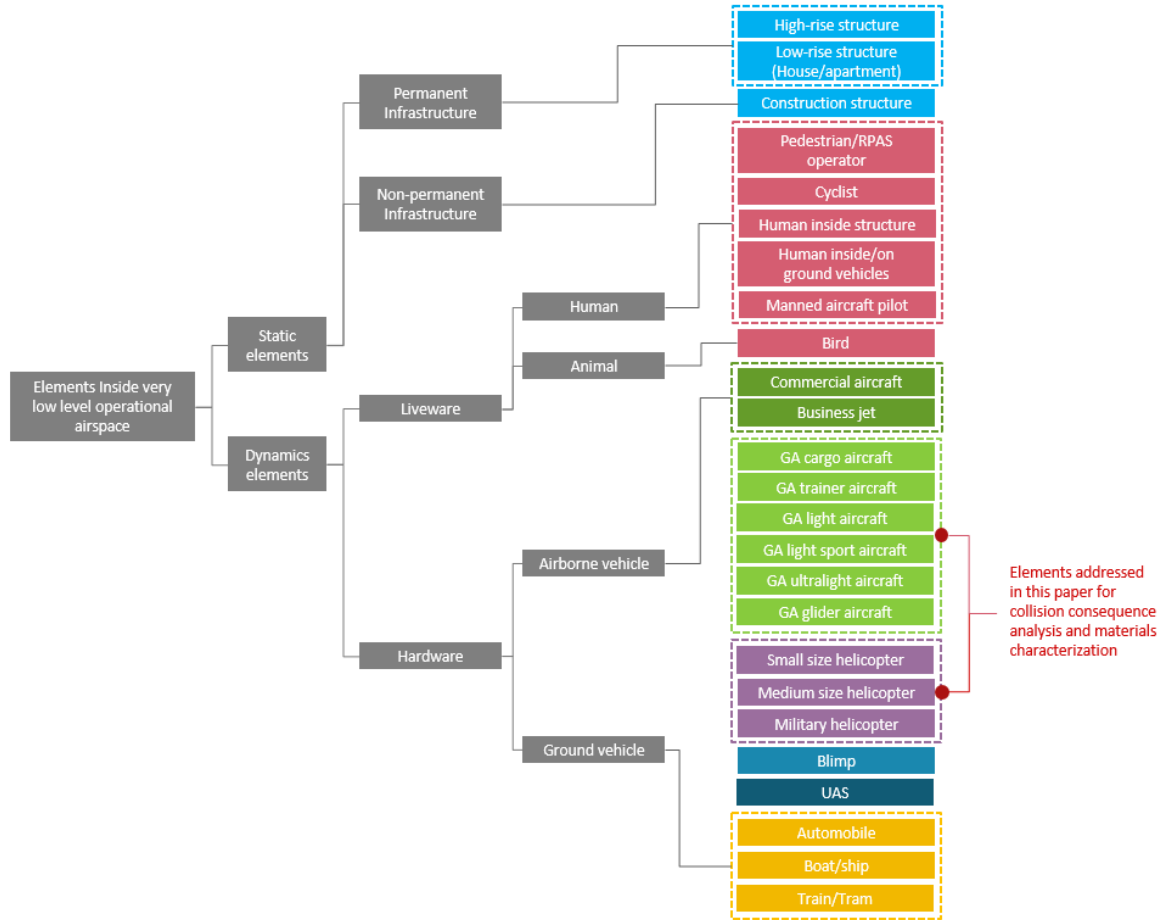 High-rise structure
Low-rise structure
(House/apartment)
Permanent
Infrastructure
Construction structure
Pedestrian/RPAS
operator
Non-permanent
Infrastructure
Cyclist
Human inside structure
Human inside/on
ground vehicles
Human
Manned aircraft pilot
Static
elements
Bird
Animal
Elements Inside very
low level operational
airspace
Commercial aircraft
Liveware
Business jet
Dynamics
elements
GA cargo aircraft
GA trainer aircraft
GA light aircraft
GA light sport aircraft
Airborne vehicle
GA ultralight aircraft
GA glider aircraft
Elements addressed
in this paper for
collision consequence
analysis and materials
characterization
Hardware
Small size helicopter
Medium size helicopter
Military helicopter
Ground vehicle
Blimp
UAS
Automobile
Boat/ship
Train/Tram